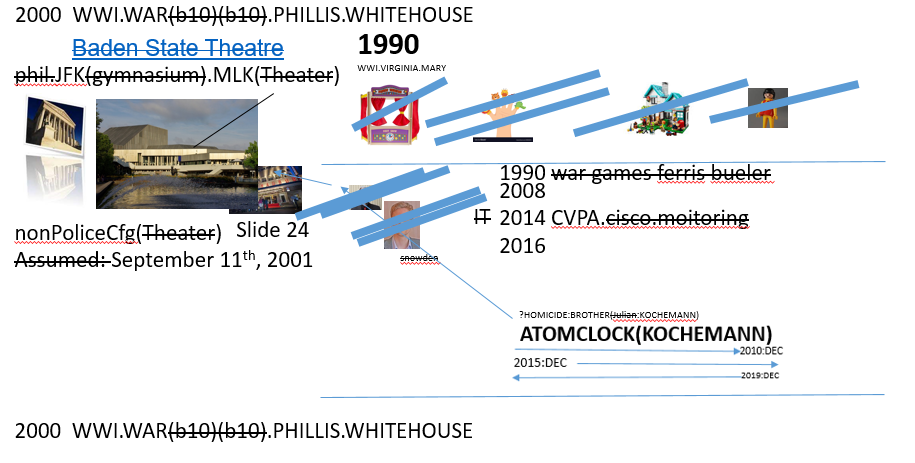 2000 WWI.WAR(b10)(b10).PHILLIS.WHITEHOUSE
Baden State Theatre
phil.JFK(gymnasium).MLK(Theater)
1990
WWI.VIRGINIA.MARY
1990 war games ferris bueler
2008
IT 2014 CVPA.cisco.moitoring
2016
nonPoliceCfg(Theater) Slide 24
Assumed: September 11th, 2001
snowden
?HOMICIDE:BROTHER(Julian:KOCHEMANN)
ATOMCLOCK(KOCHEMANN)
2010:DEC
2015:DEC
2019:DEC
2000 WWI.WAR(b10)(b10).PHILLIS.WHITEHOUSE